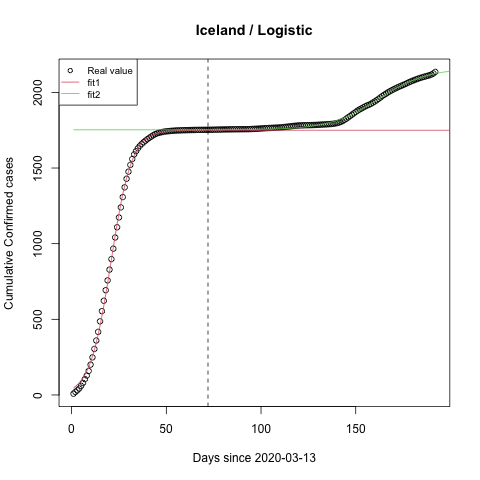 Iceland / Logistic
Real value
fit1
fit2
Cumulative Confirmed cases
2000
1500
1000
500
0
0 50 100 150
Days since 2020-03-13